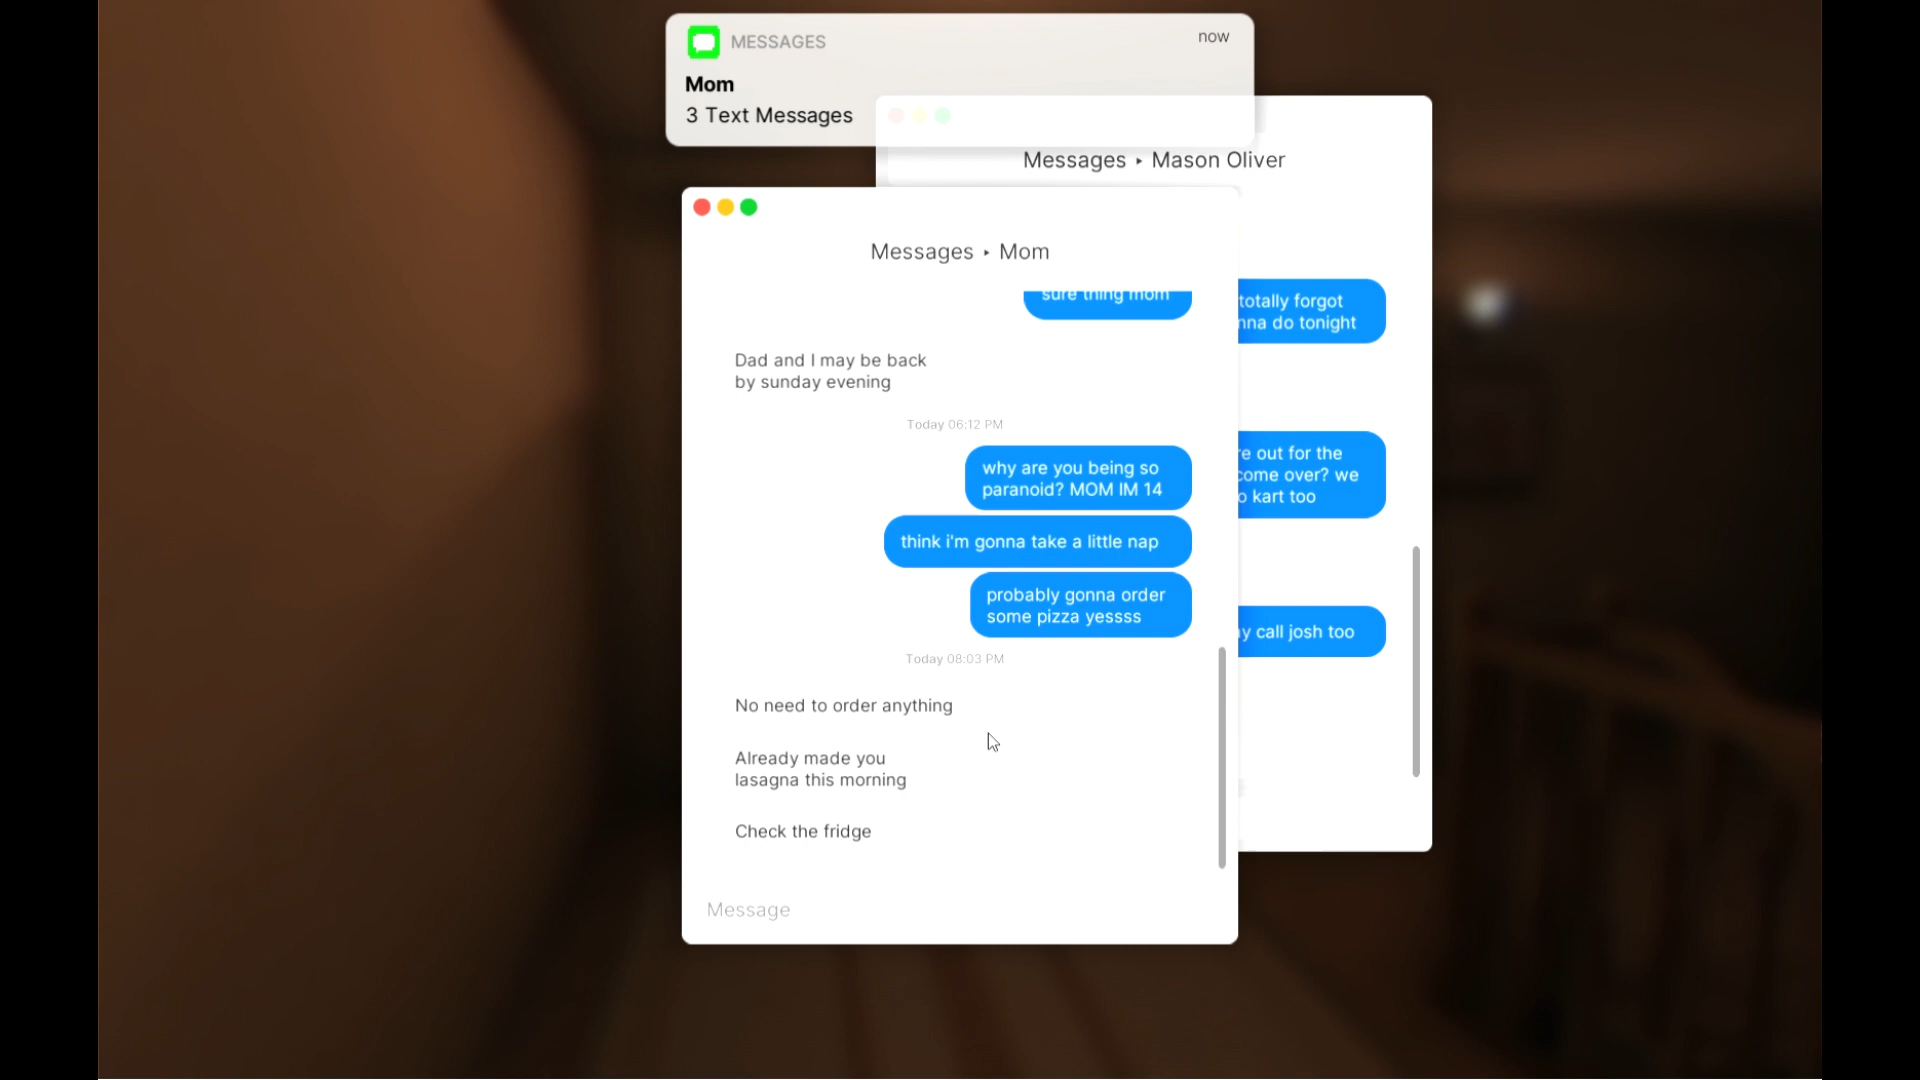 MESSAGES
now
Mom
3 Text Messages
Messages ‣ Mason Oliver
totally forgot
do tonight
out for the
come over? we
kart too
call josh too
Messages ‣ Mom
sure thing mom
Dad and I may be back
by sunday evening
Today 06:12 PM
why are you being so
paranoid? MOM IM 14
think i'm gonna take a little nap
probably gonna order
some pizza yessss
Today 08:03 PM
No need to order anything
Already made you
lasagna this morning
Check the fridge
Message